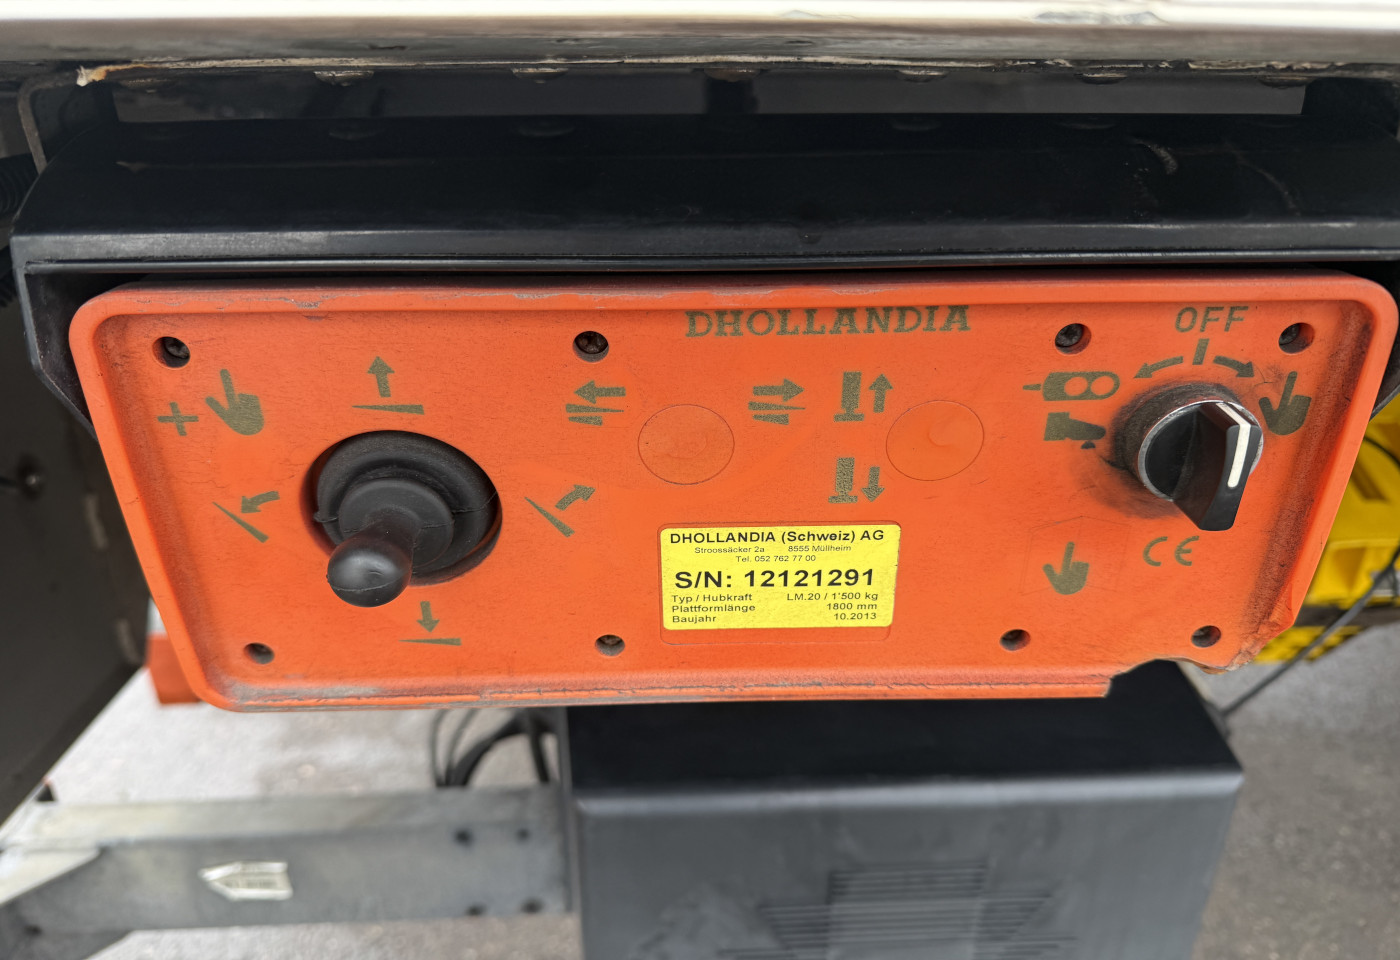 DHOLLANDIA
OFF
DHOLLANDIA (Schweiz) AG
Stroossäcker 2a 8555 Müllheim
Tel. 052 762 77 00
S/N: 12121291
Typ / Hubkraft LM.20 / 1'500 kg
Plattformlänge 1800 mm
Baujahr 10.2013
CE